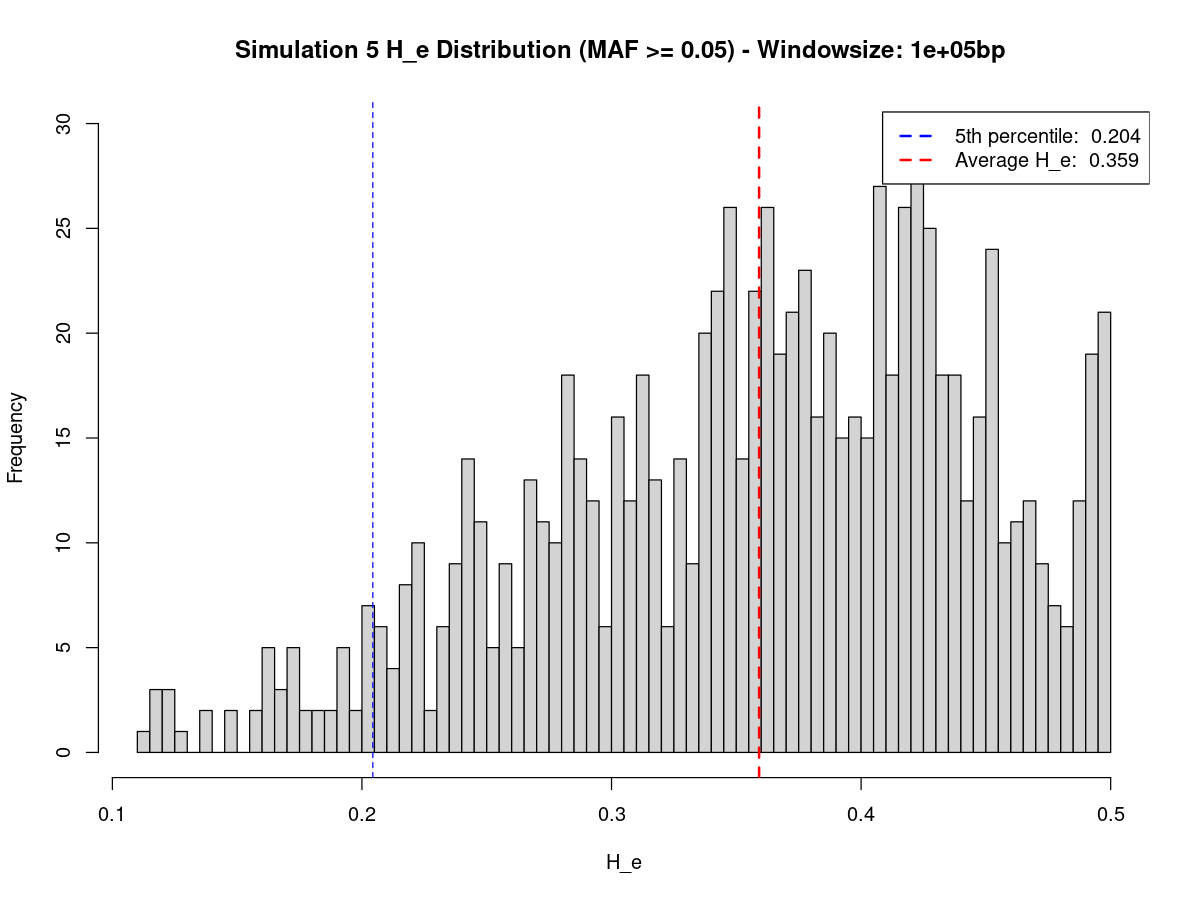 Simulation 5 H_e Distribution (MAF >= 0.05) - Windowsize: 1e+05bp
5th percentile: 0.204
Average H_e: 0.359
Frequency
30
25
20
15
10
5
0
0.1 0.2 0.3 0.4 0.5
H_e